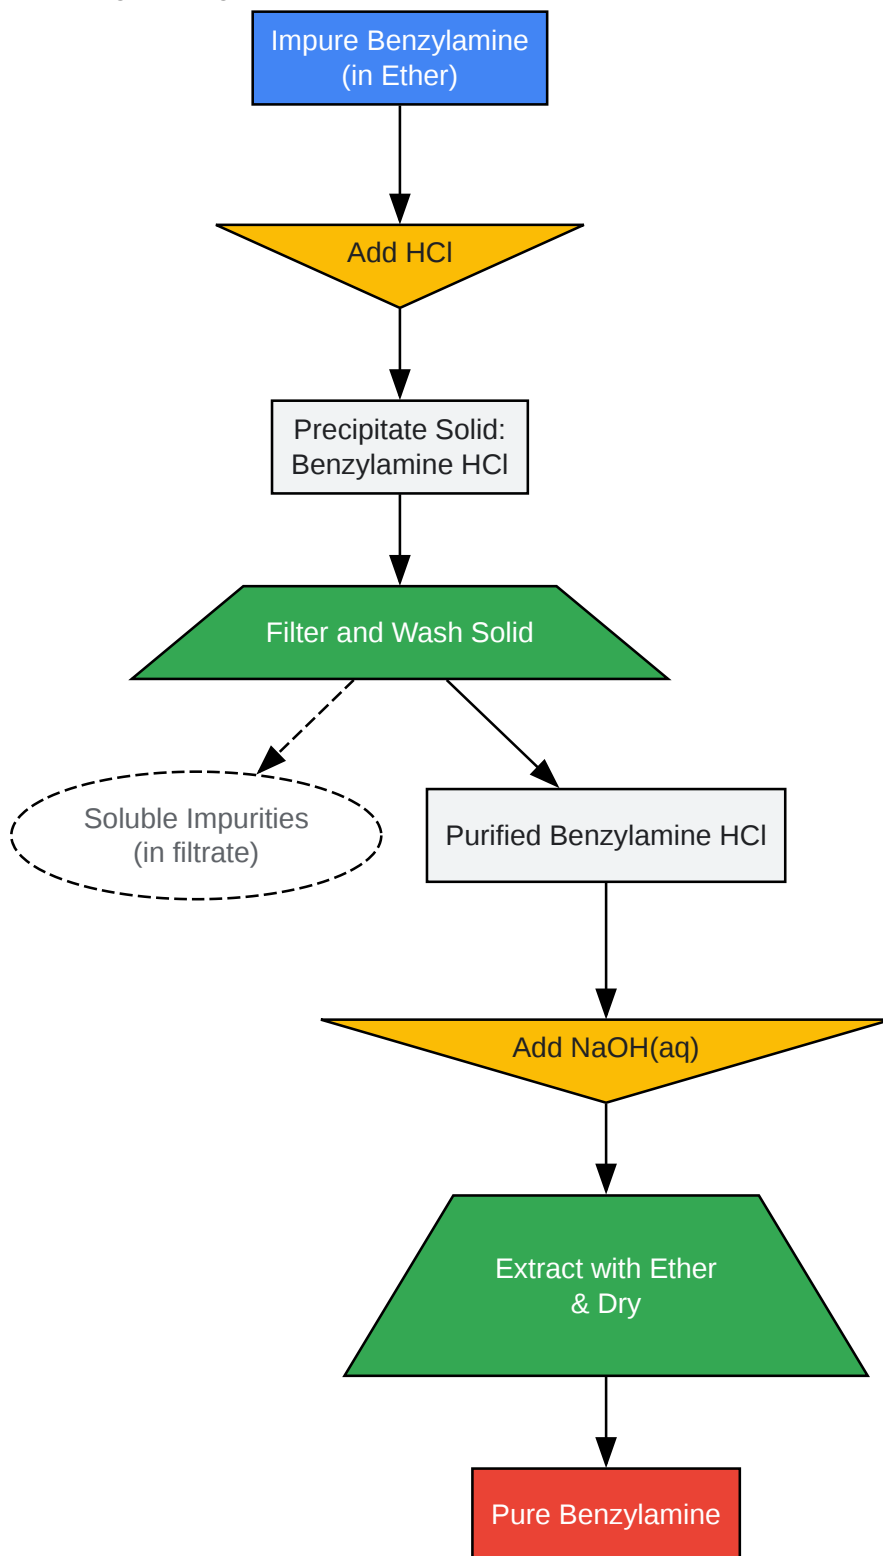 Impure Benzylamine
(in Ether)
Add HCl
Precipitate Solid:
Benzylamine HCl
Filter and Wash Solid
Soluble Impurities
(in filtrate)
Purified Benzylamine HCl
Add NaOH(aq)
Extract with Ether
& Dry
Pure Benzylamine